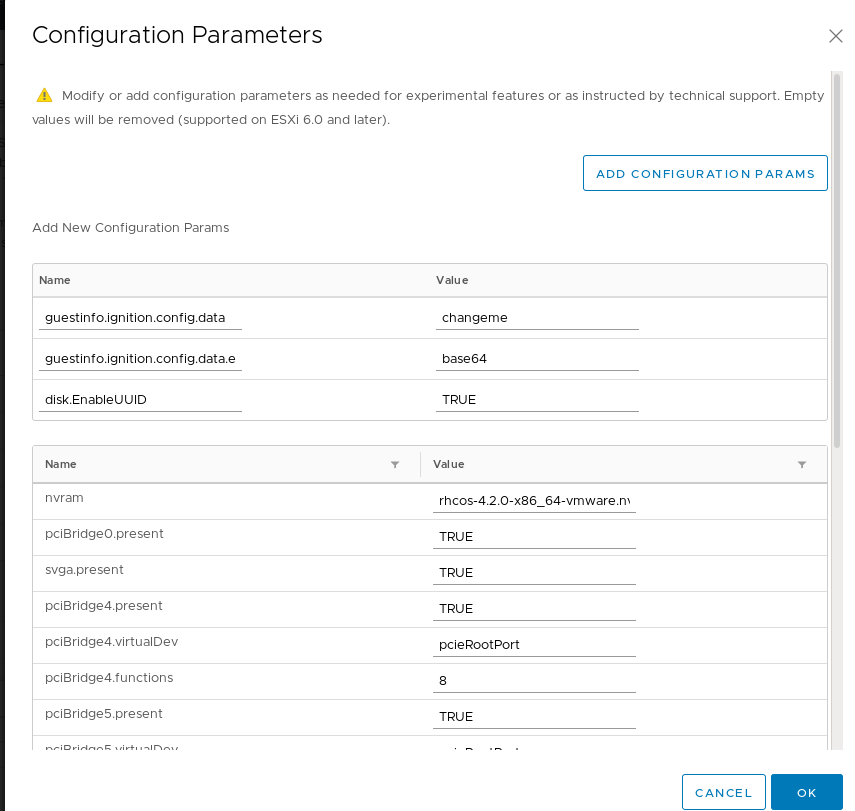 Configuration Parameters
Modify or add configuration parameters as needed for experimental features or as instructed by technical support. Empty
values will be removed (supported on ESXi 6.0 and later).
ADD CONFIGURATION PARAMS
Add New Configuration Params
Name Value
guestinfo.ignition.config.data changeme
guestinfo.ignition.config.data.e base64
disk.EnableUUID TRUE
Name Value
nvram rhcos-4.2.0-x86_64-vmware.nv
pciBridge0.present TRUE
svga.present TRUE
pciBridge4.present TRUE
pciBridge4.virtualDev pcieRootPort
pciBridge4.functions 8
pciBridge5.present TRUE
pciBridge5.virtualDev pcieRootPort
CANCEL OK